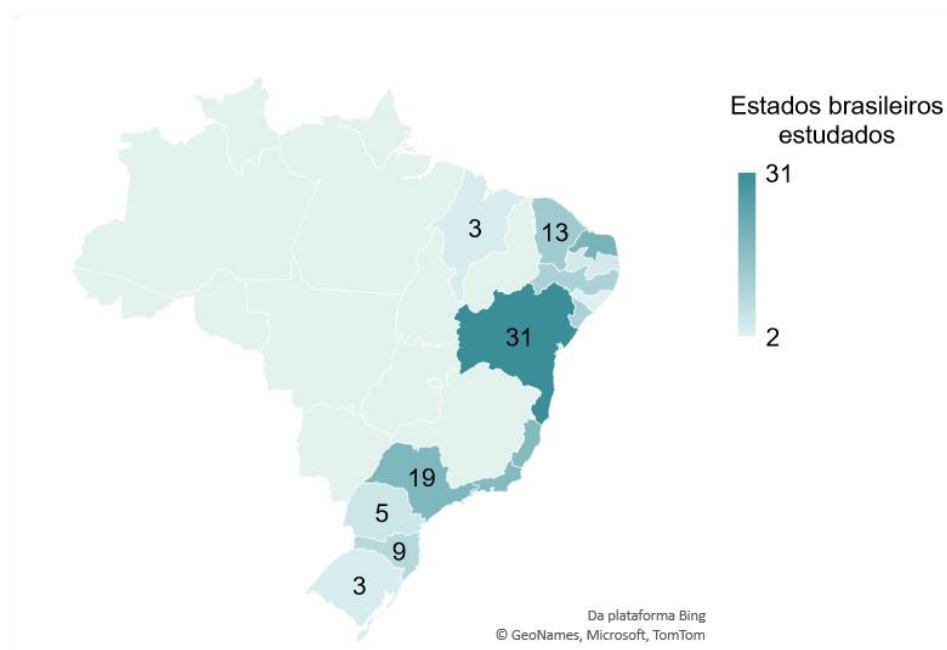 Estados brasileiros
estudados
31
2
3
13
31
19
5
9
3
Da plataforma Bing
© GeoNames, Microsoft, TomTom